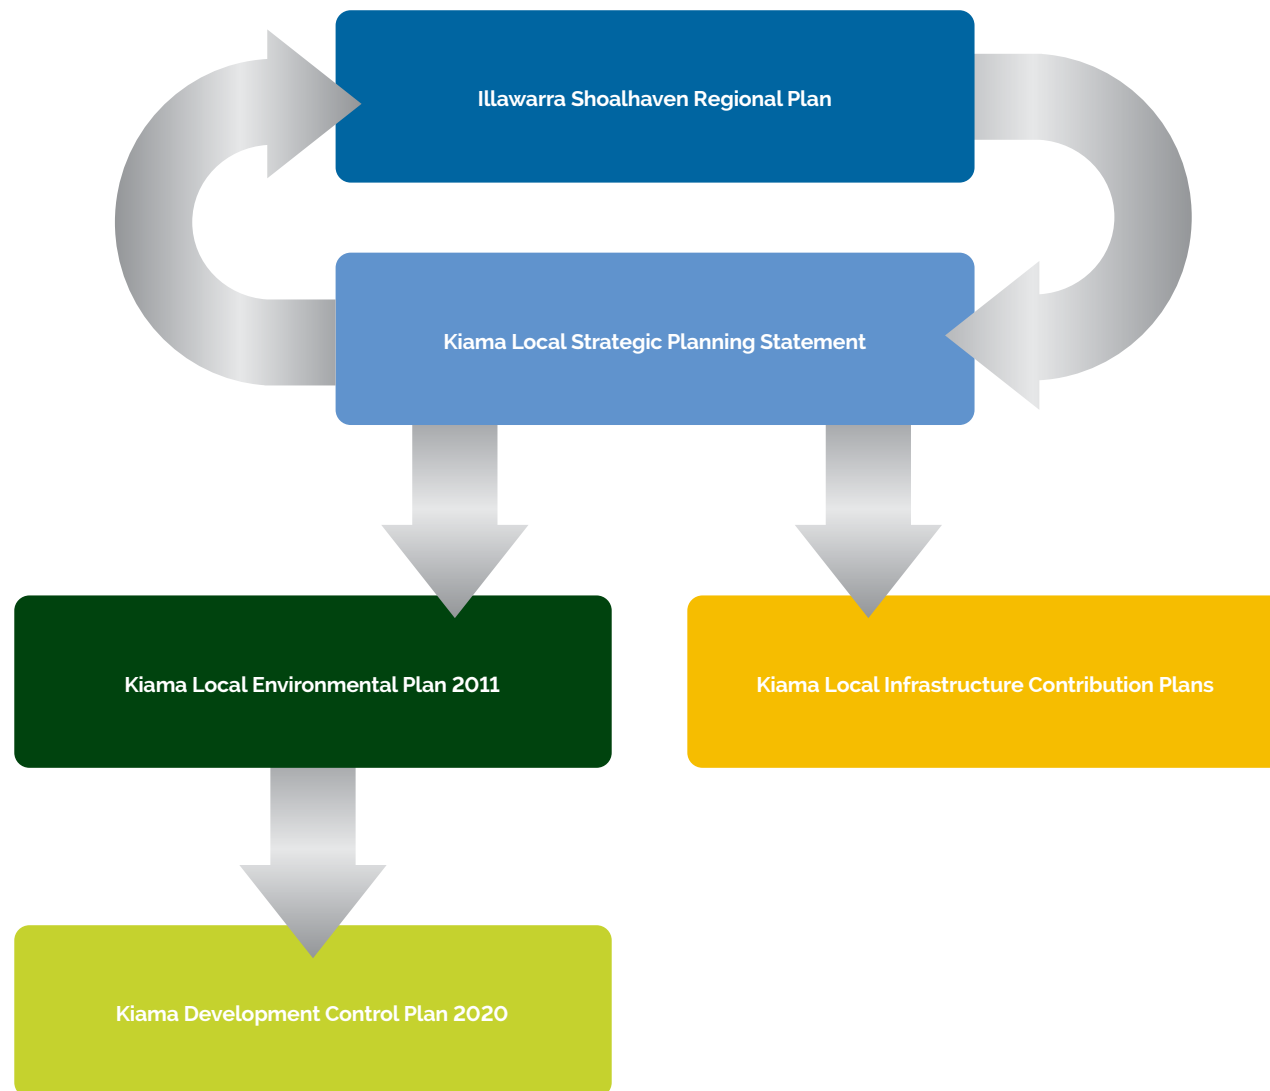 Illawarra Shoalhaven Regional Plan
Kiama Local Strategic Planning Statement
Kiama Local Environmental Plan 2011
Kiama Local Infrastructure Contribution Plans
Kiama Development Control Plan 2020